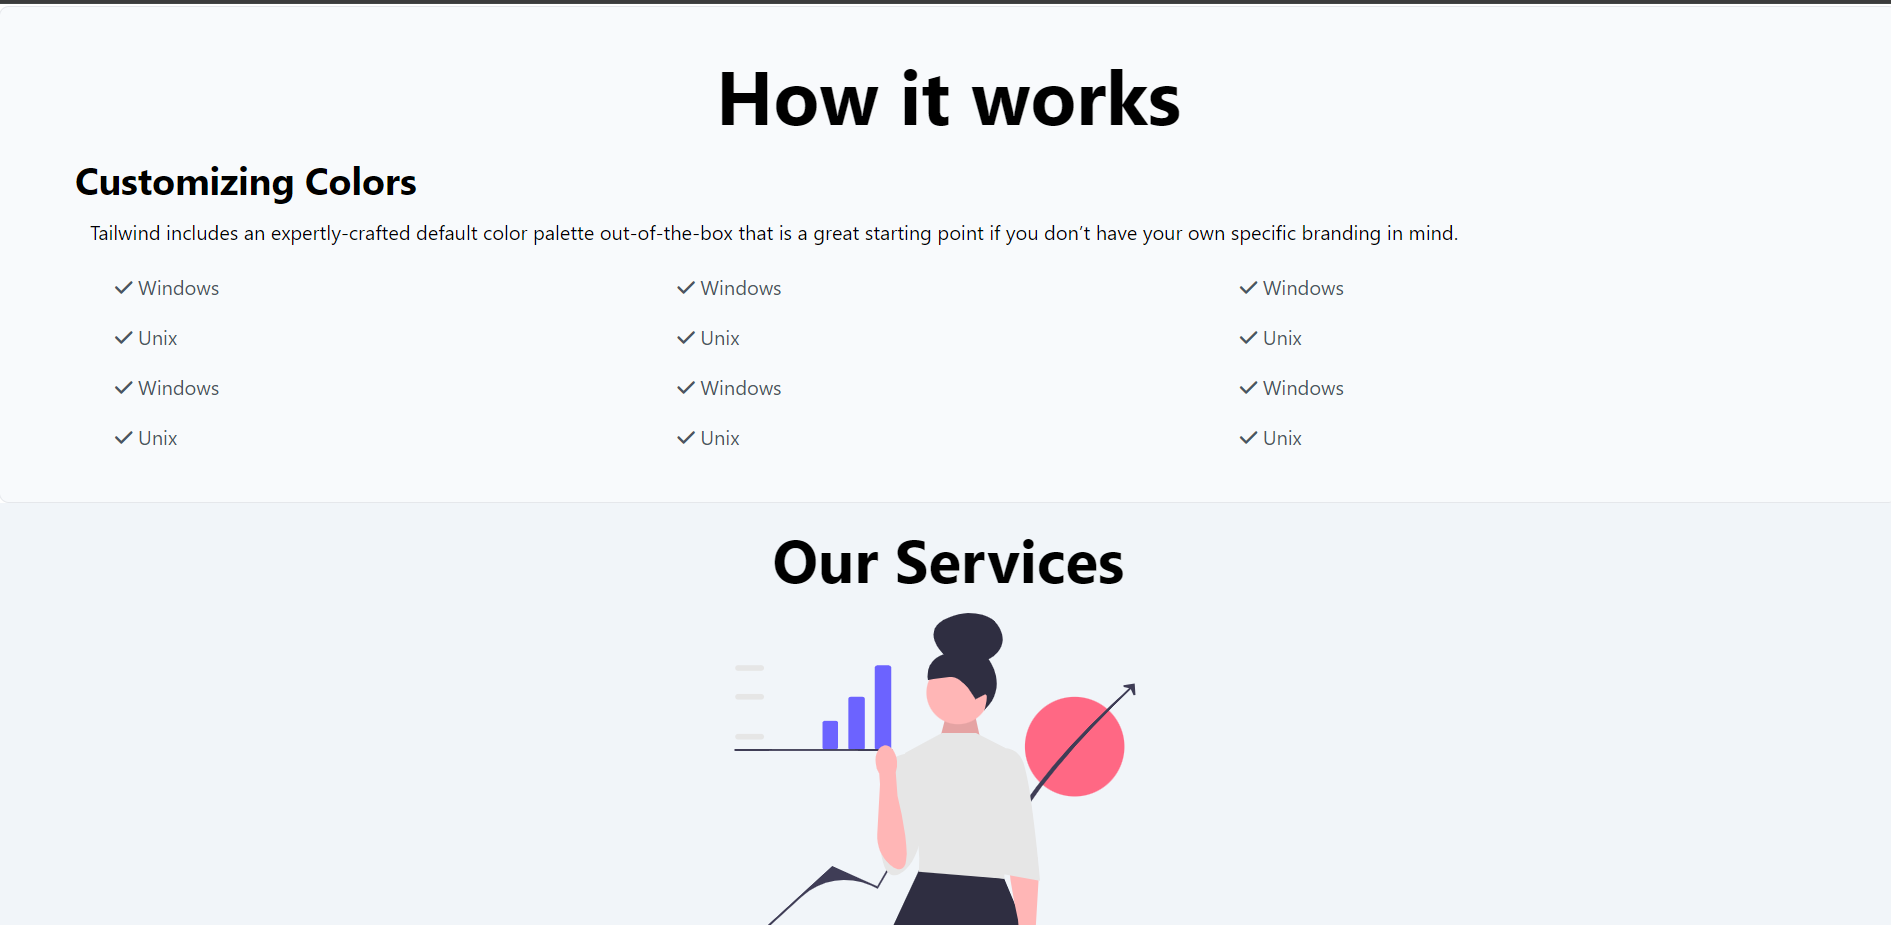 How it works
Customizing Colors
Tailwind includes an expertly-crafted default color palette out-of-the-box that is a great starting point if you don’t have your own specific branding in mind.
Windows Windows Windows
Unix Unix Unix
Windows Windows Windows
Unix Unix Unix
Our Services